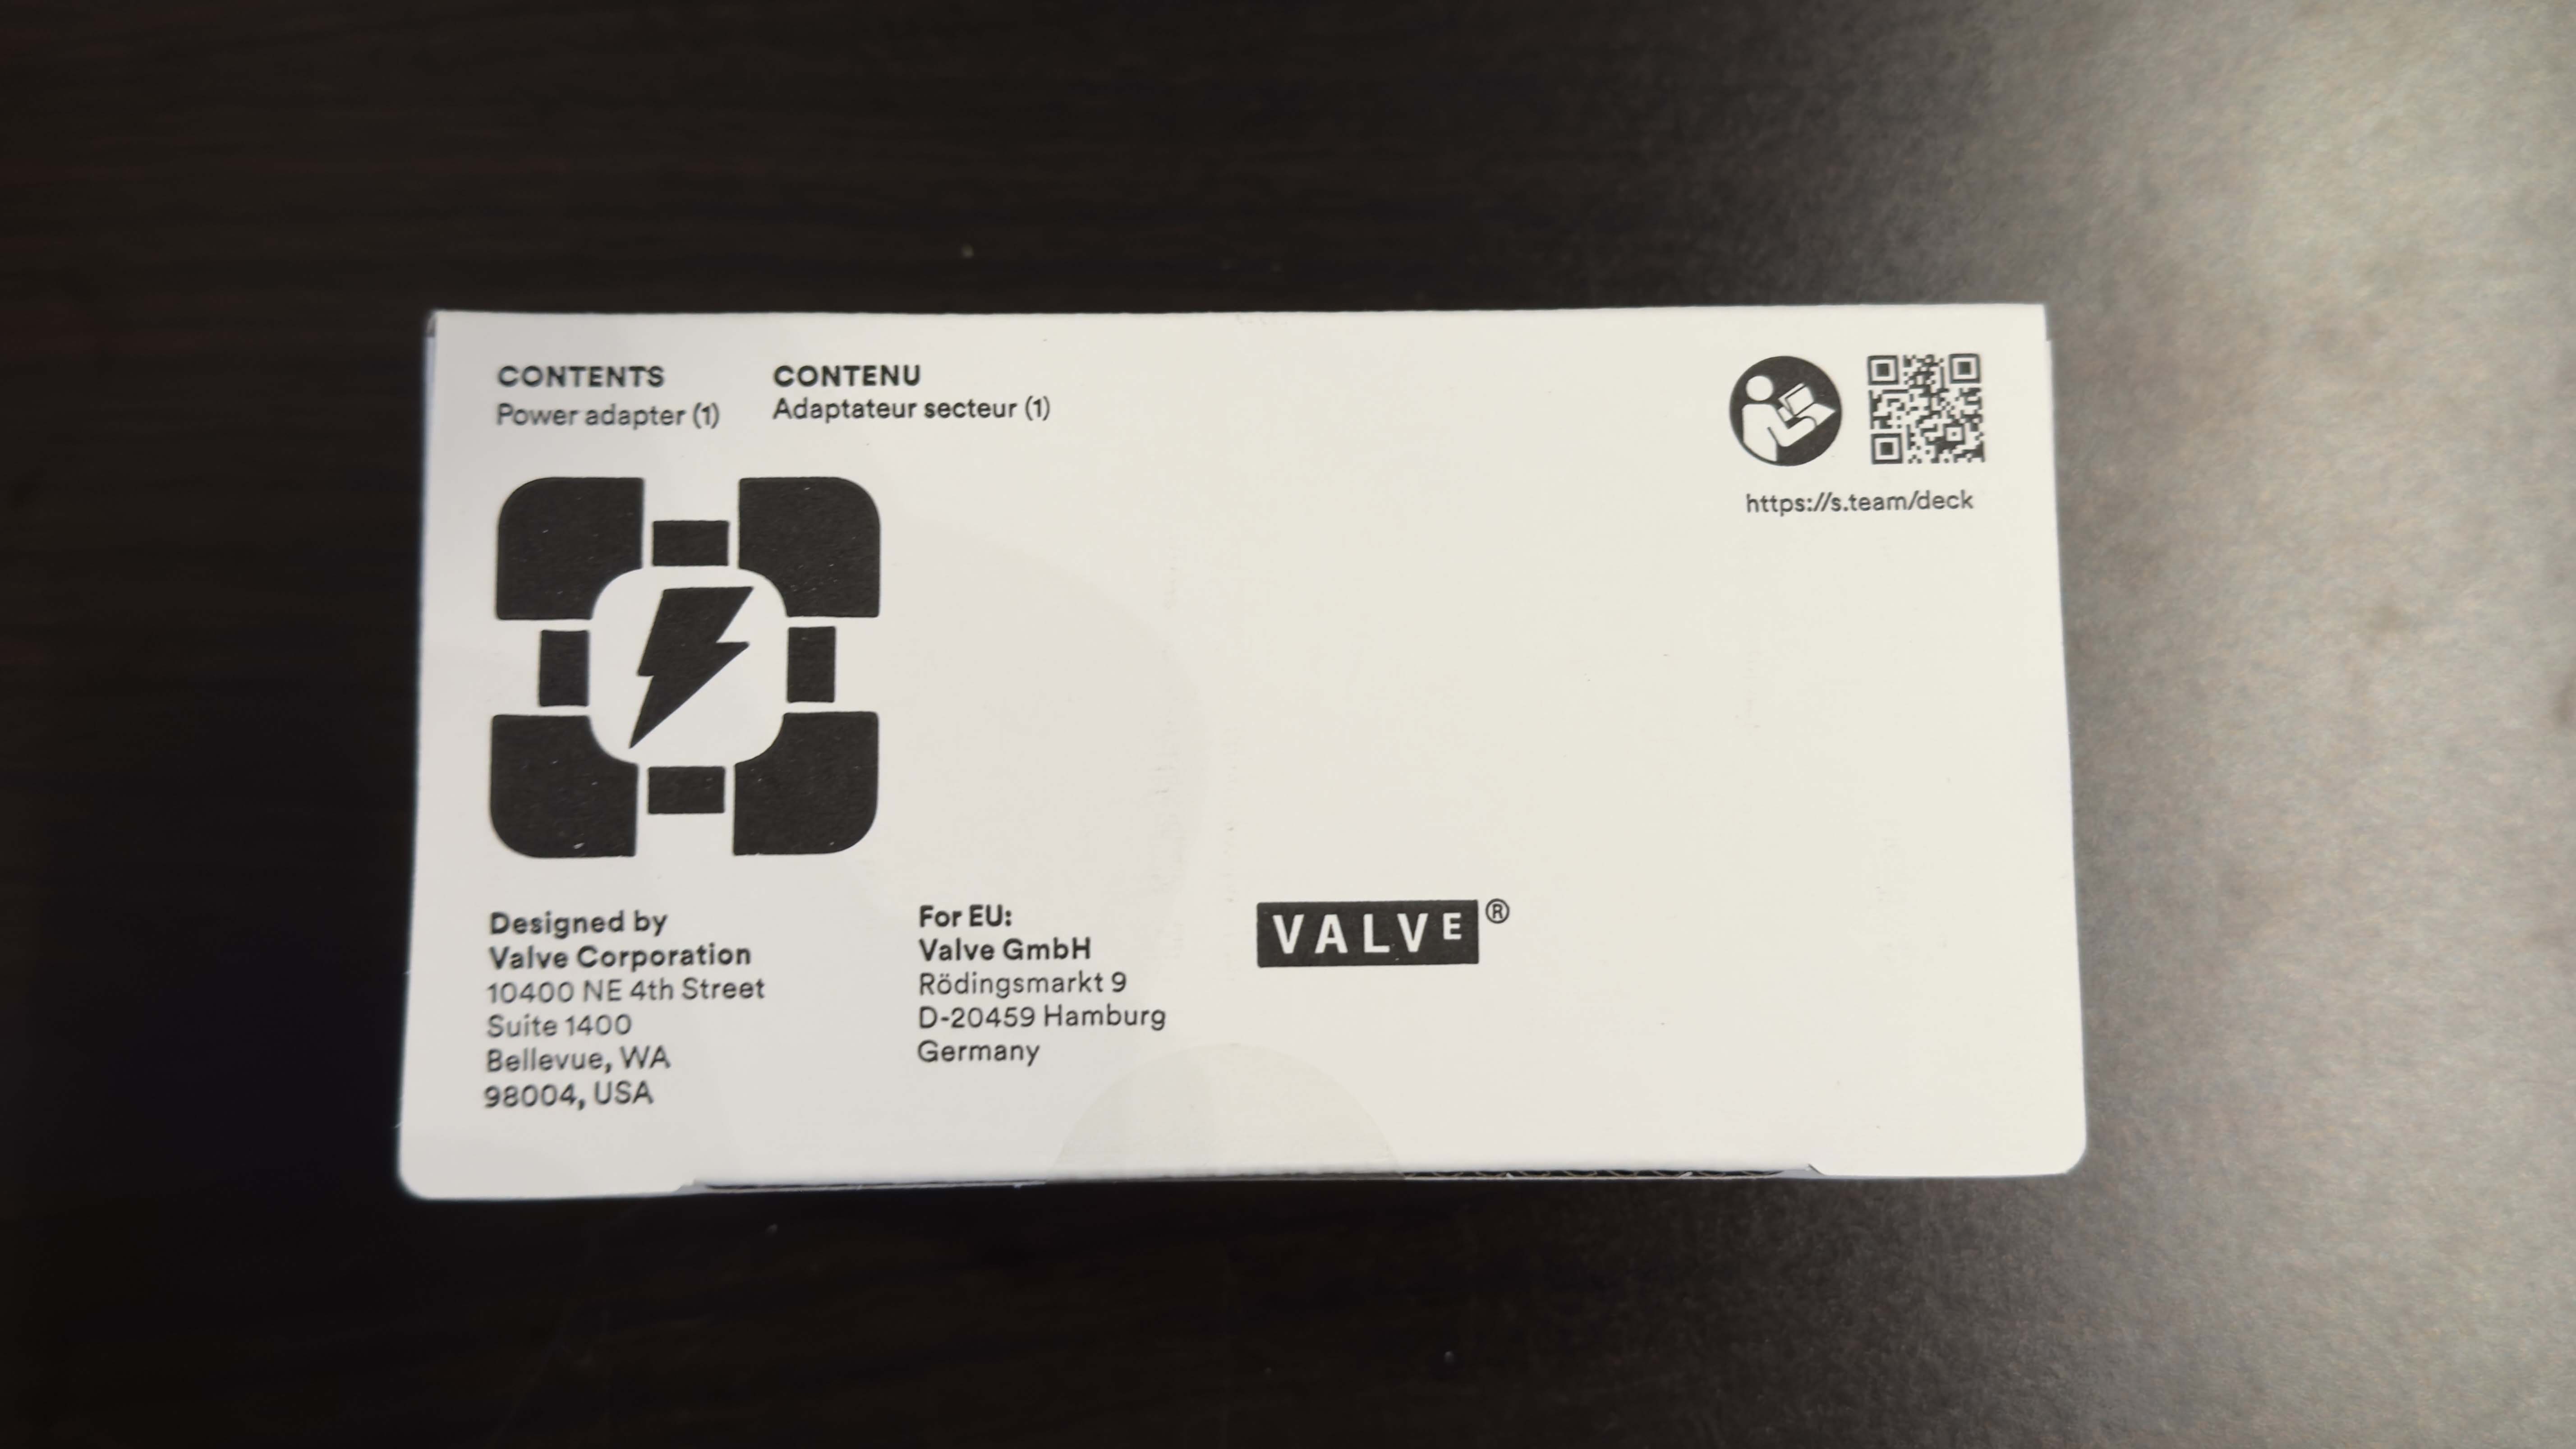 CONTENTS
Power adapter (1)
CONTENU
Adaptateur secteur (1)
https://s.team/deck
Designed by
Valve Corporation
10400 NE 4th Street
Suite 1400
Bellevue, WA
98004, USA
For EU:
Valve GmbH
Rödingsmarkt 9
D-20459 Hamburg
Germany
VALVE®